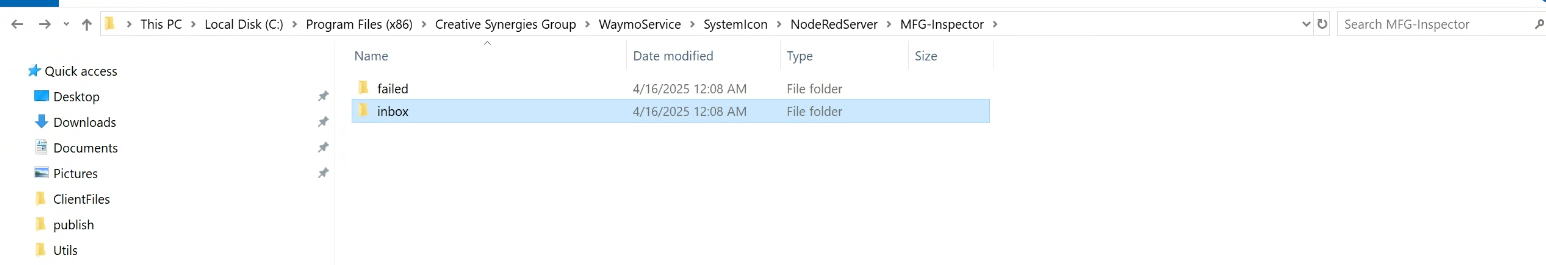 This PC > Local Disk (C:) > Program Files (x86) > Creative Synergies Group > WaymoService > SystemIcon > NodeRedServer > MFG-Inspector >
Search MFG-Inspector
Name Date modified Type Size
Quick access
Desktop
Downloads
Documents
Pictures
ClientFiles
publish
Utils
failed 4/16/2025 12:08 AM File folder
inbox 4/16/2025 12:08 AM File folder